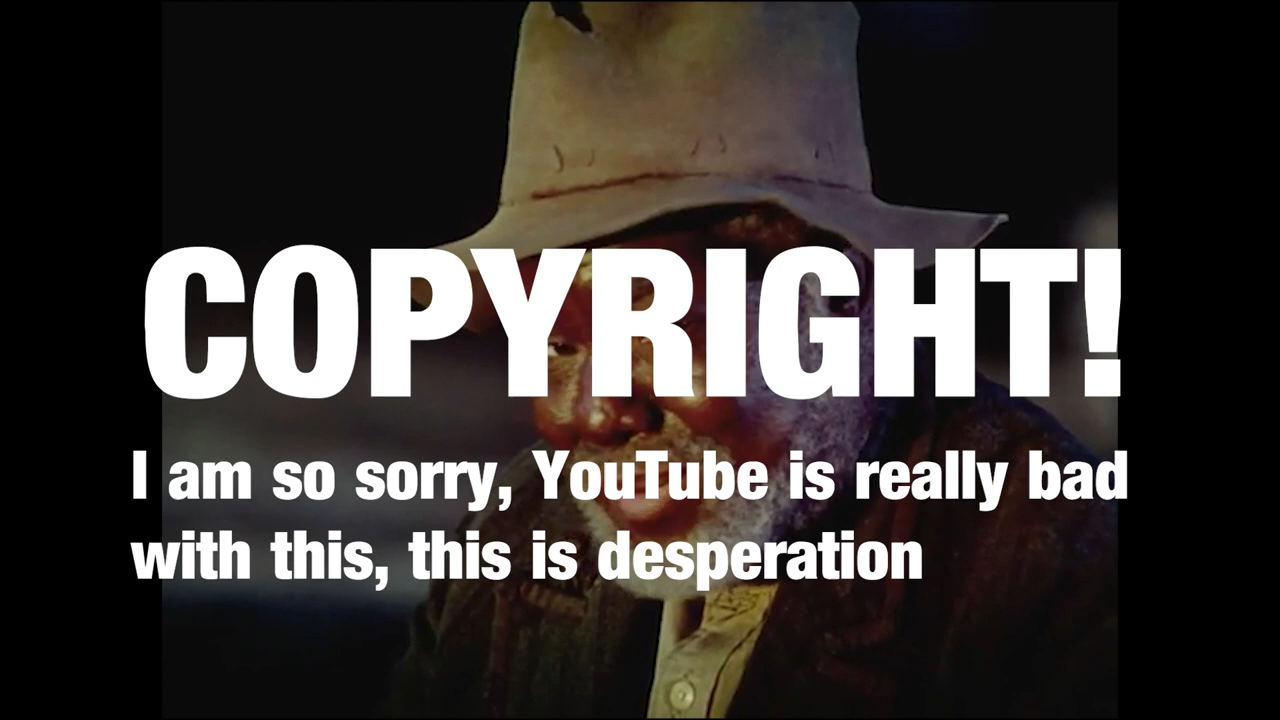 COPYRIGHT!
I am so sorry, YouTube is really bad
with this, this is desperation